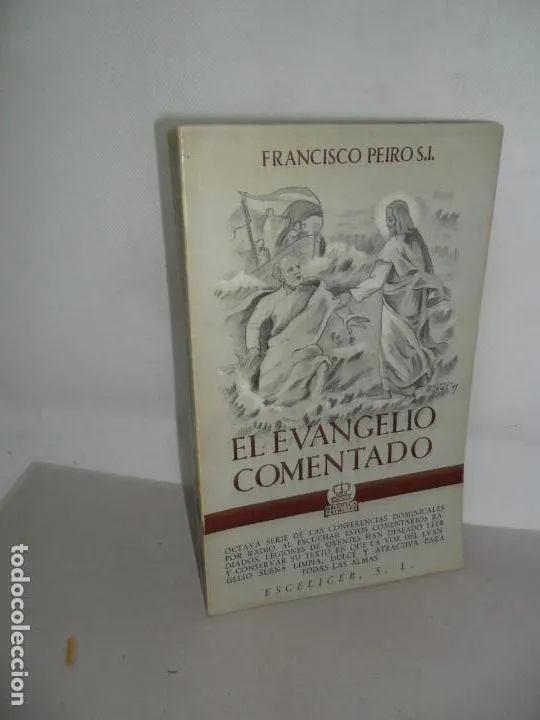 FRANCISCO PEIRO S.I.
EL EVANGELIO
COMENTADO
OCTAVA SERIE DE LAS CONFERENCIAS DOMINICALES
POR RADIO. AL ESCUCHAR ESTOS COMENTARIOS RA-
DIADOS, LEGIONES DE OYENTES HAN DESEADO LEER
Y CONSERVAR SU TEXTO, EN QUE LA VOZ DEL EVAN-
GELIO SUENA LIMPIA, DULCE Y ATRACTIVA PARA
TODAS LAS ALMAS
ESCELICER, S. L.
todocoleccion